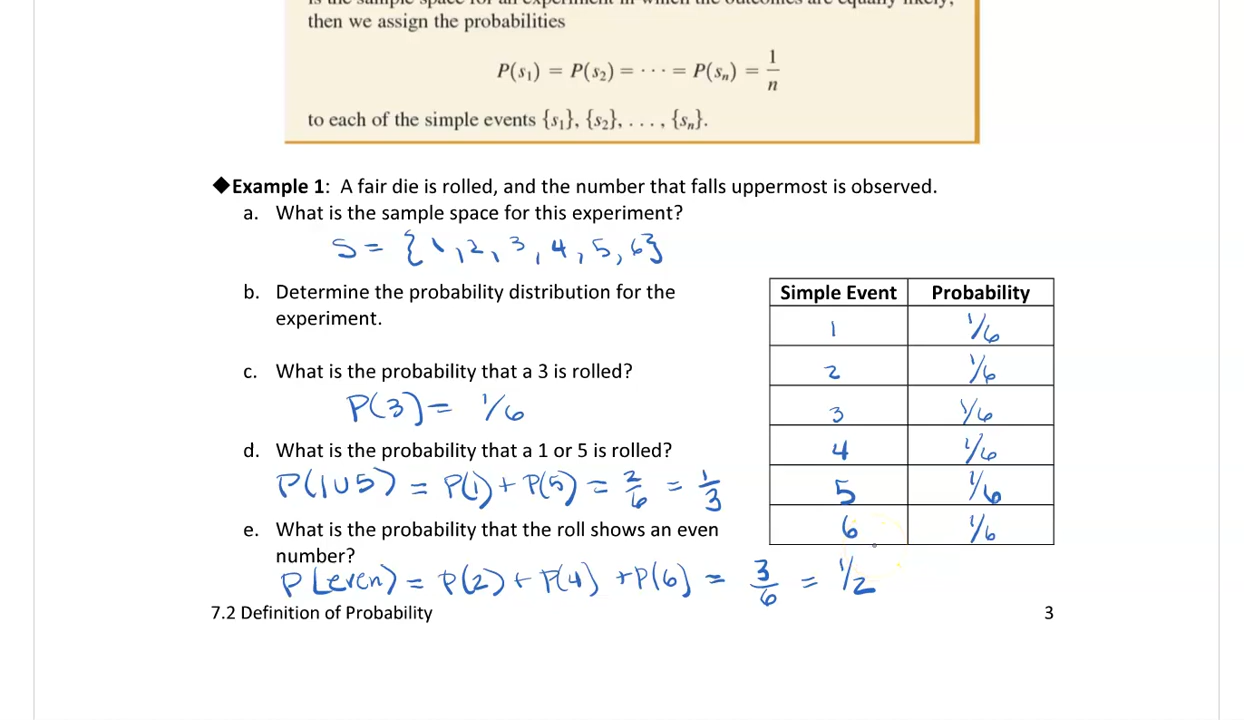 then we assign the probabilities
P(s₁) = P(s₂) = · · · = P(sₙ) = 1/n
to each of the simple events {s₁}, {s₂}, . . . , {sₙ}.
◆Example 1: A fair die is rolled, and the number that falls uppermost is observed.
a. What is the sample space for this experiment?
S = {1, 2, 3, 4, 5, 6}
b. Determine the probability distribution for the
experiment.
c. What is the probability that a 3 is rolled?
P(3) = 1/6
d. What is the probability that a 1 or 5 is rolled?
P(1∪5) = P(1) + P(5) = 2/6 = 1/3
e. What is the probability that the roll shows an even
number?
P(even) = P(2) + P(4) + P(6) = 3/6 = 1/2
Simple Event Probability
1 1/6
2 1/6
3 1/6
4 1/6
5 1/6
6 1/6
7.2 Definition of Probability 3